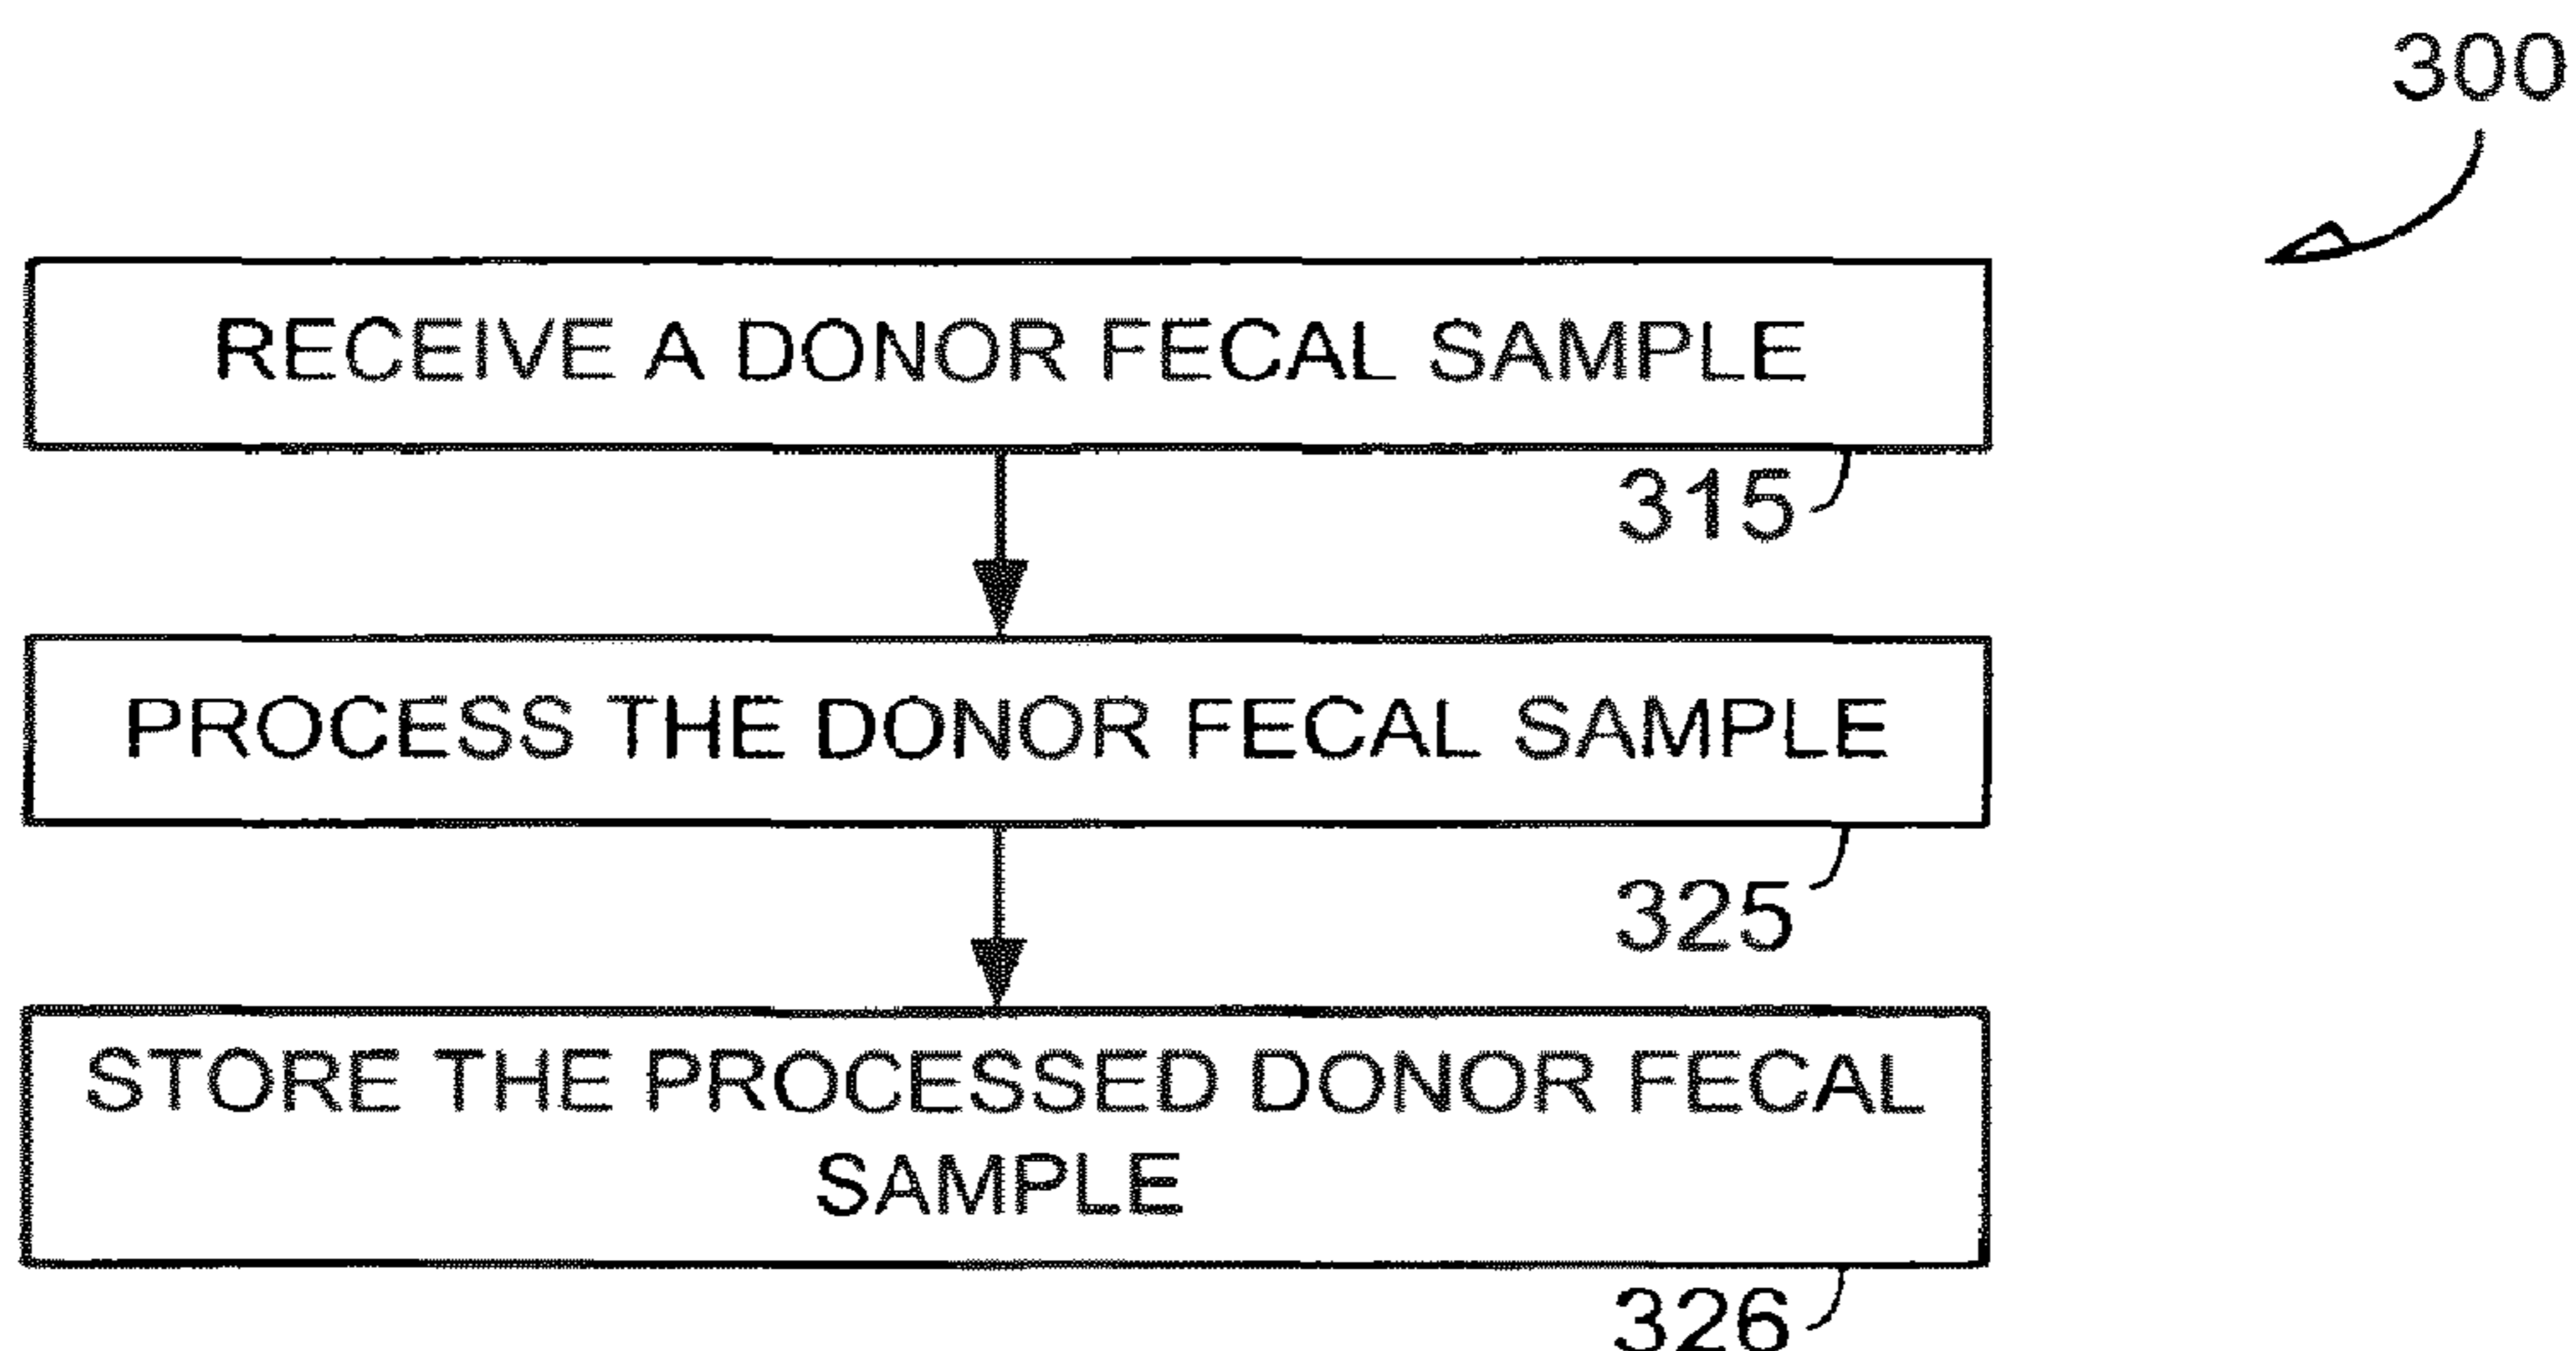 300
RECEIVE A DONOR FECAL SAMPLE
315
PROCESS THE DONOR FECAL SAMPLE
325
STORE THE PROCESSED DONOR FECAL
SAMPLE
326